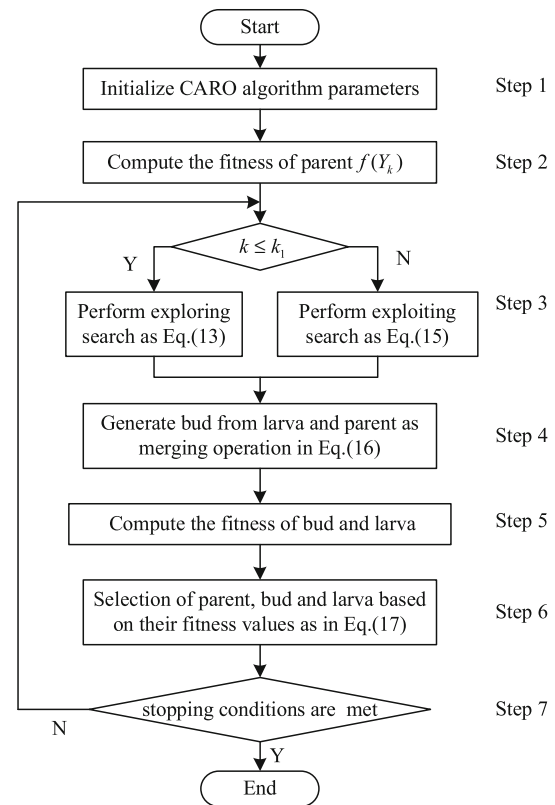 Start
Initialize CARO algorithm parameters
Step 1
Compute the fitness of parent f(Yₖ)
Step 2
k ≤ k₁
Y
N
Perform exploring
search as Eq.(13)
Perform exploiting
search as Eq.(15)
Step 3
Generate bud from larva and parent as
merging operation in Eq.(16)
Step 4
Compute the fitness of bud and larva
Step 5
Selection of parent, bud and larva based
on their fitness values as in Eq.(17)
Step 6
stopping conditions are met
Step 7
N
Y
End